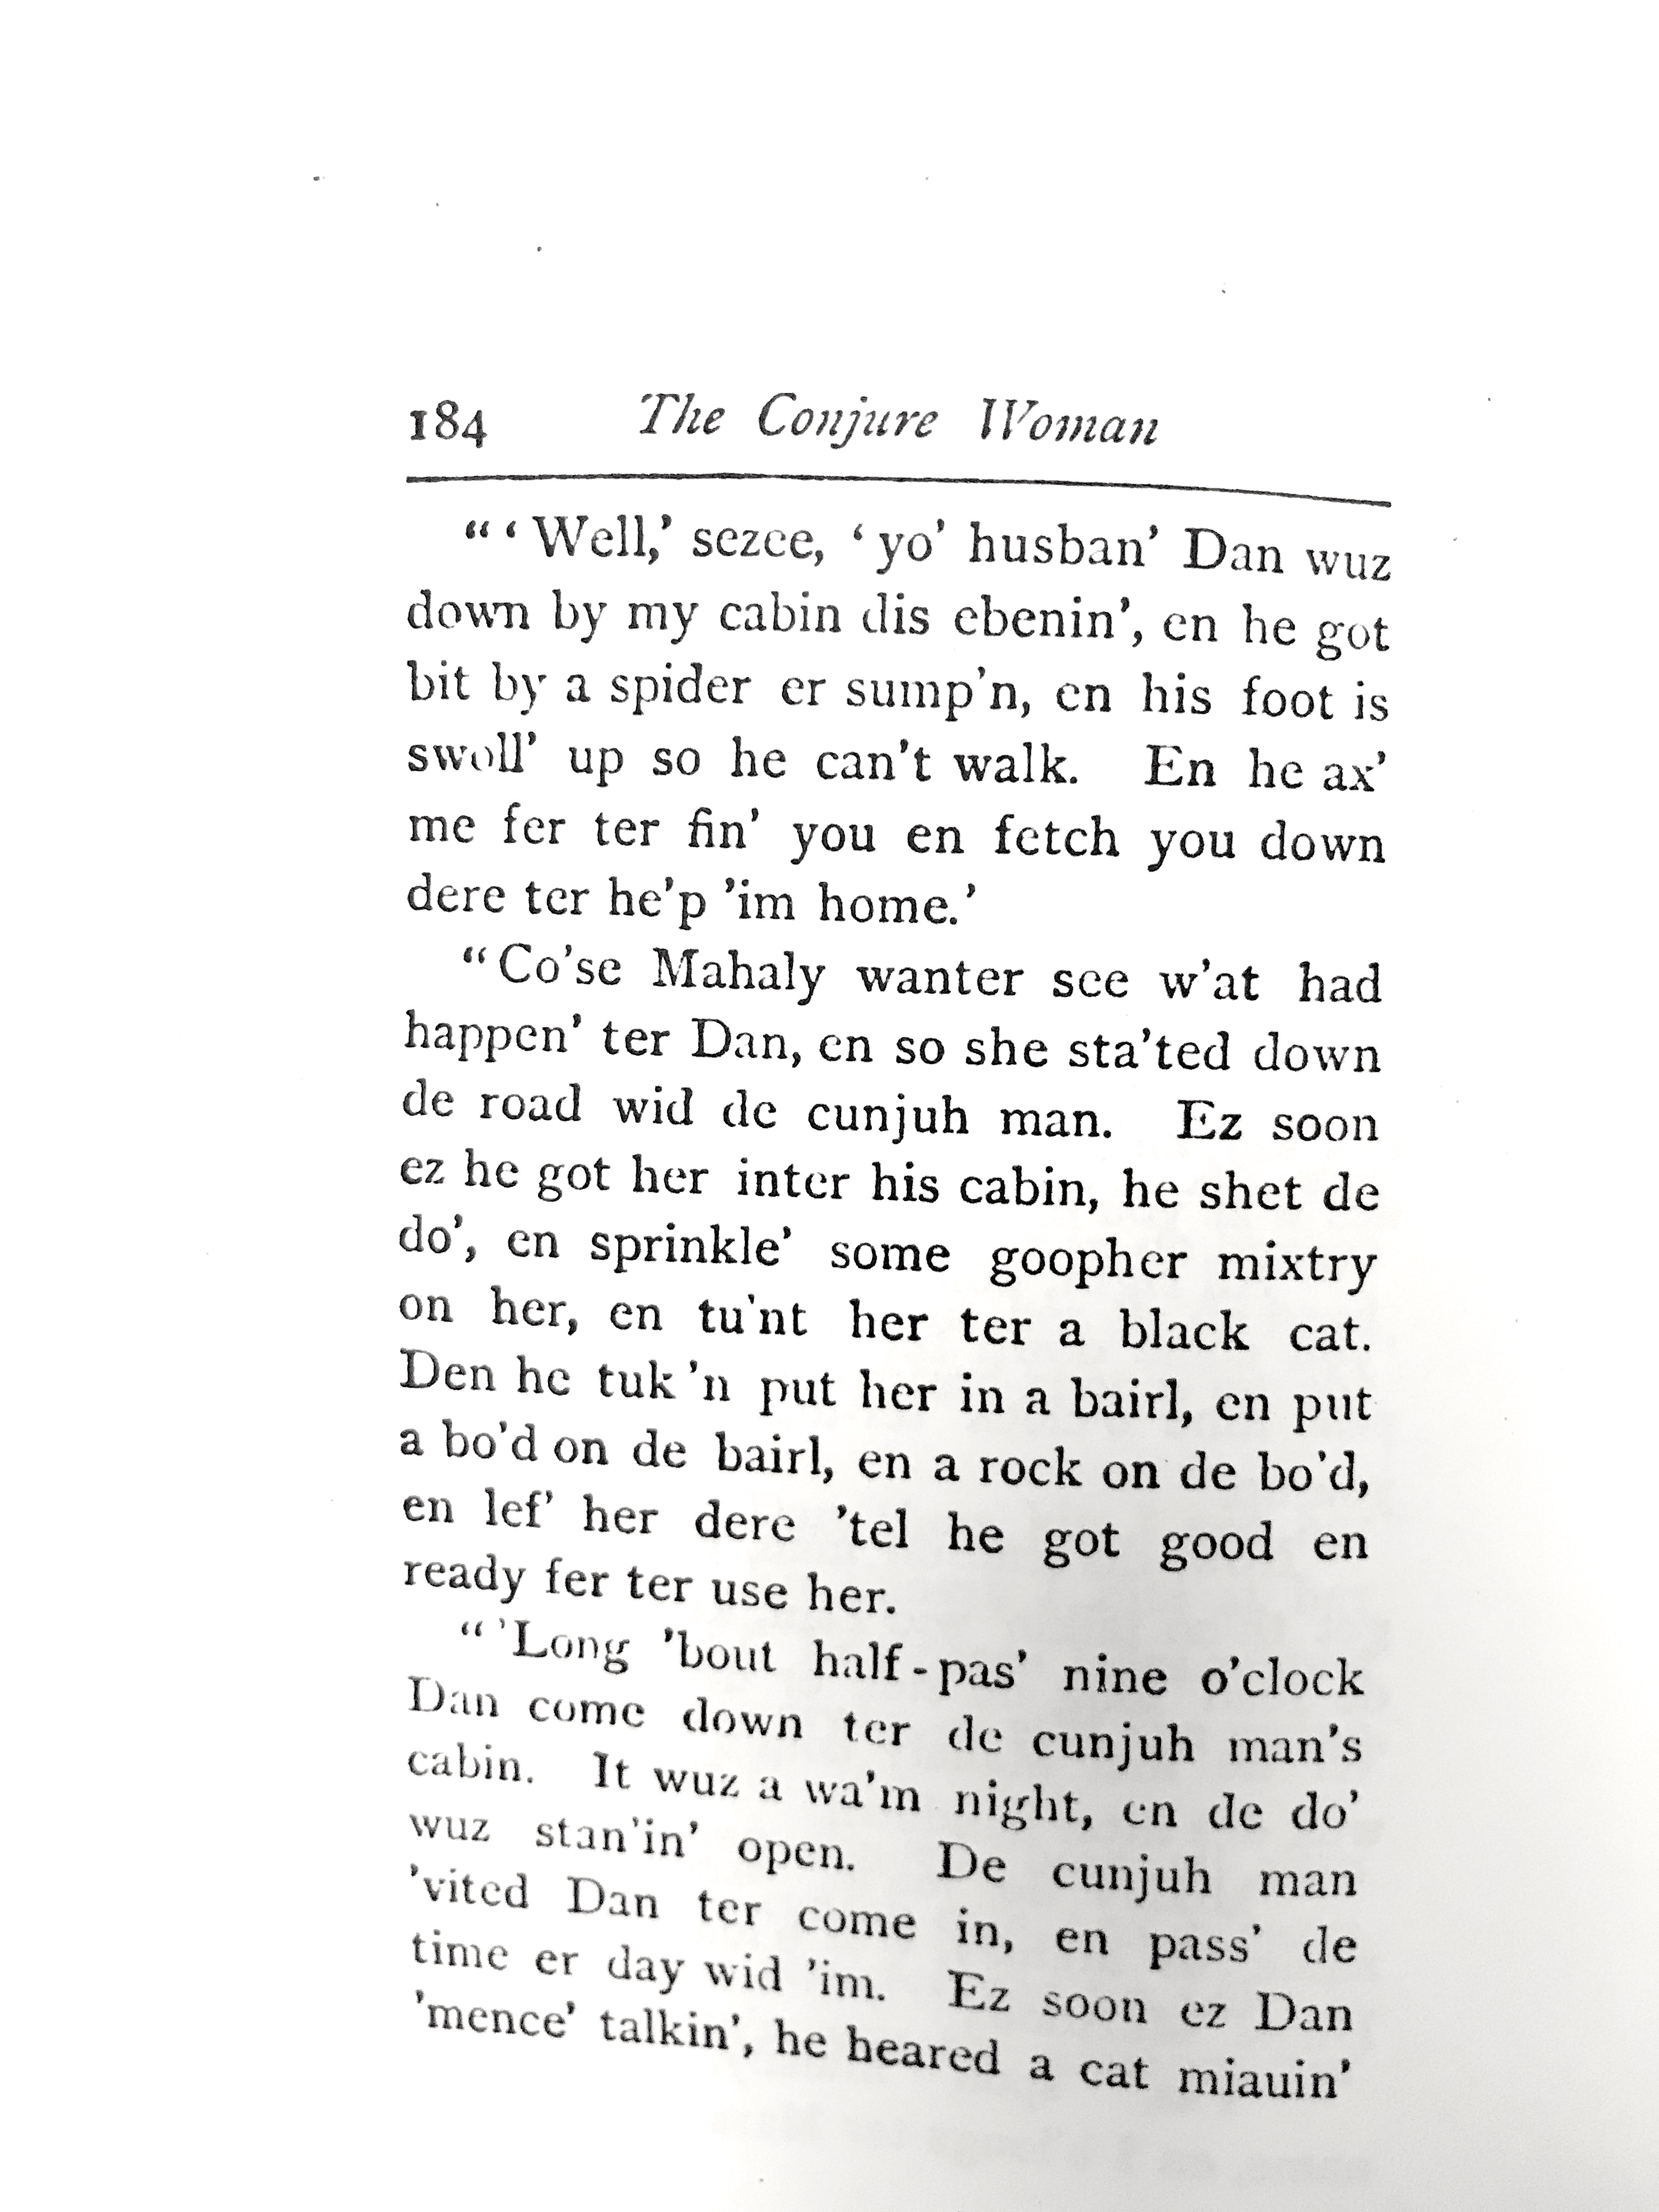 184 The Conjure Woman
“ ‘ Well,’ sezee, ‘ yo’ husban’ Dan wuz
down by my cabin dis ebenin’, en he got
bit by a spider er sump’n, en his foot is
swoll’ up so he can’t walk. En he ax’
me fer ter fin’ you en fetch you down
dere ter he’p ’im home.’
“ Co’se Mahaly wanter see w’at had
happen’ ter Dan, en so she sta’ted down
de road wid de cunjuh man. Ez soon
ez he got her inter his cabin, he shet de
do’, en sprinkle’ some goopher mixtry
on her, en tu’nt her ter a black cat.
Den he tuk ’n put her in a bairl, en put
a bo’d on de bairl, en a rock on de bo’d,
en lef’ her dere ’tel he got good en
ready fer ter use her.
“ ’Long ’bout half-pas’ nine o’clock
Dan come down ter de cunjuh man’s
cabin. It wuz a wa’m night, en de do’
wuz stan’in’ open. De cunjuh man
’vited Dan ter come in, en pass’ de
time er day wid ’im. Ez soon ez Dan
’mence’ talkin’, he heared a cat miauin’